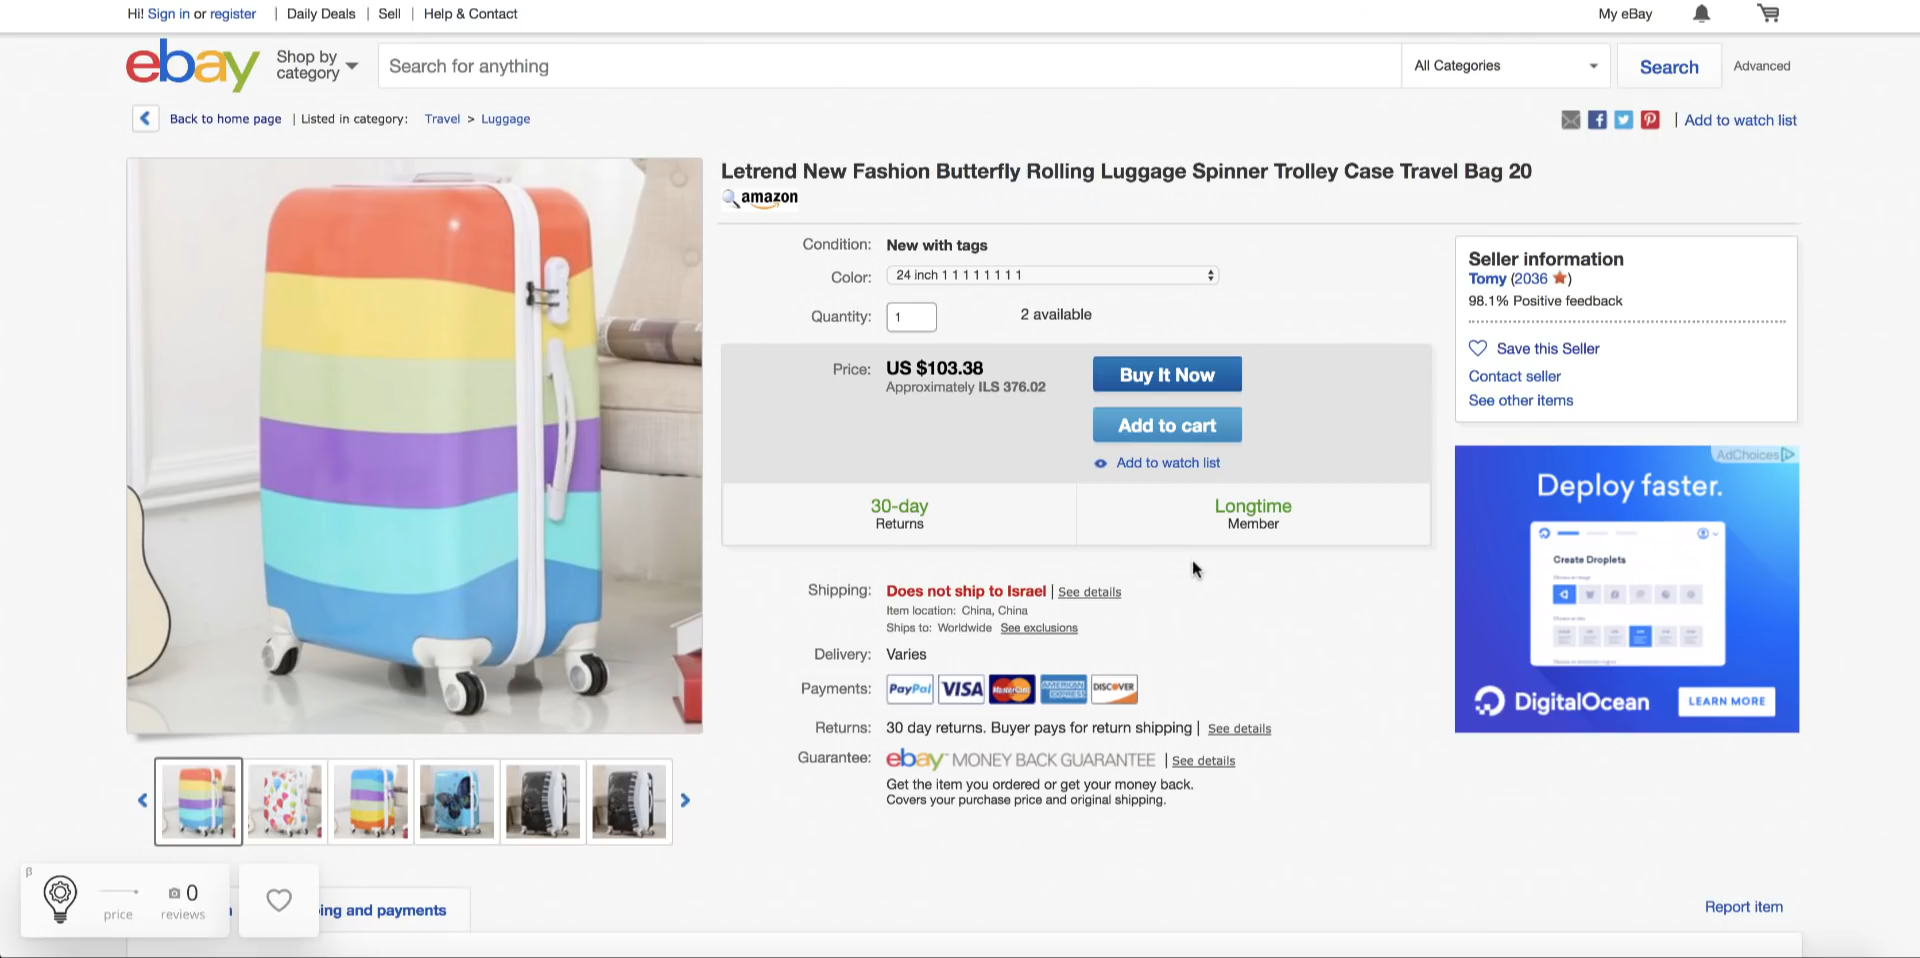 Hi! Sign in or register | Daily Deals | Sell | Help & Contact
My eBay
ebay
Shop by category
Search for anything
All Categories
Search
Advanced
Back to home page | Listed in category: Travel > Luggage
| Add to watch list
Letrend New Fashion Butterfly Rolling Luggage Spinner Trolley Case Travel Bag 20
amazon
Condition: New with tags
Color: 24 inch 1 1 1 1 1 1 1 1
Quantity: 1 2 available
Price: US $103.38
Approximately ILS 376.02
Buy It Now
Add to cart
Add to watch list
30-day
Returns
Longtime
Member
Shipping: Does not ship to Israel | See details
Item location: China, China
Ships to: Worldwide See exclusions
Delivery: Varies
Payments: PayPal VISA MasterCard AMERICAN EXPRESS DISCOVER
Returns: 30 day returns. Buyer pays for return shipping | See details
Guarantee: ebay MONEY BACK GUARANTEE | See details
Get the item you ordered or get your money back.
Covers your purchase price and original shipping.
Seller information
Tomy (2036)
98.1% Positive feedback
Save this Seller
Contact seller
See other items
AdChoices
Deploy faster.
Create Droplets
DigitalOcean
LEARN MORE
β
price
0
reviews
ing and payments
Report item